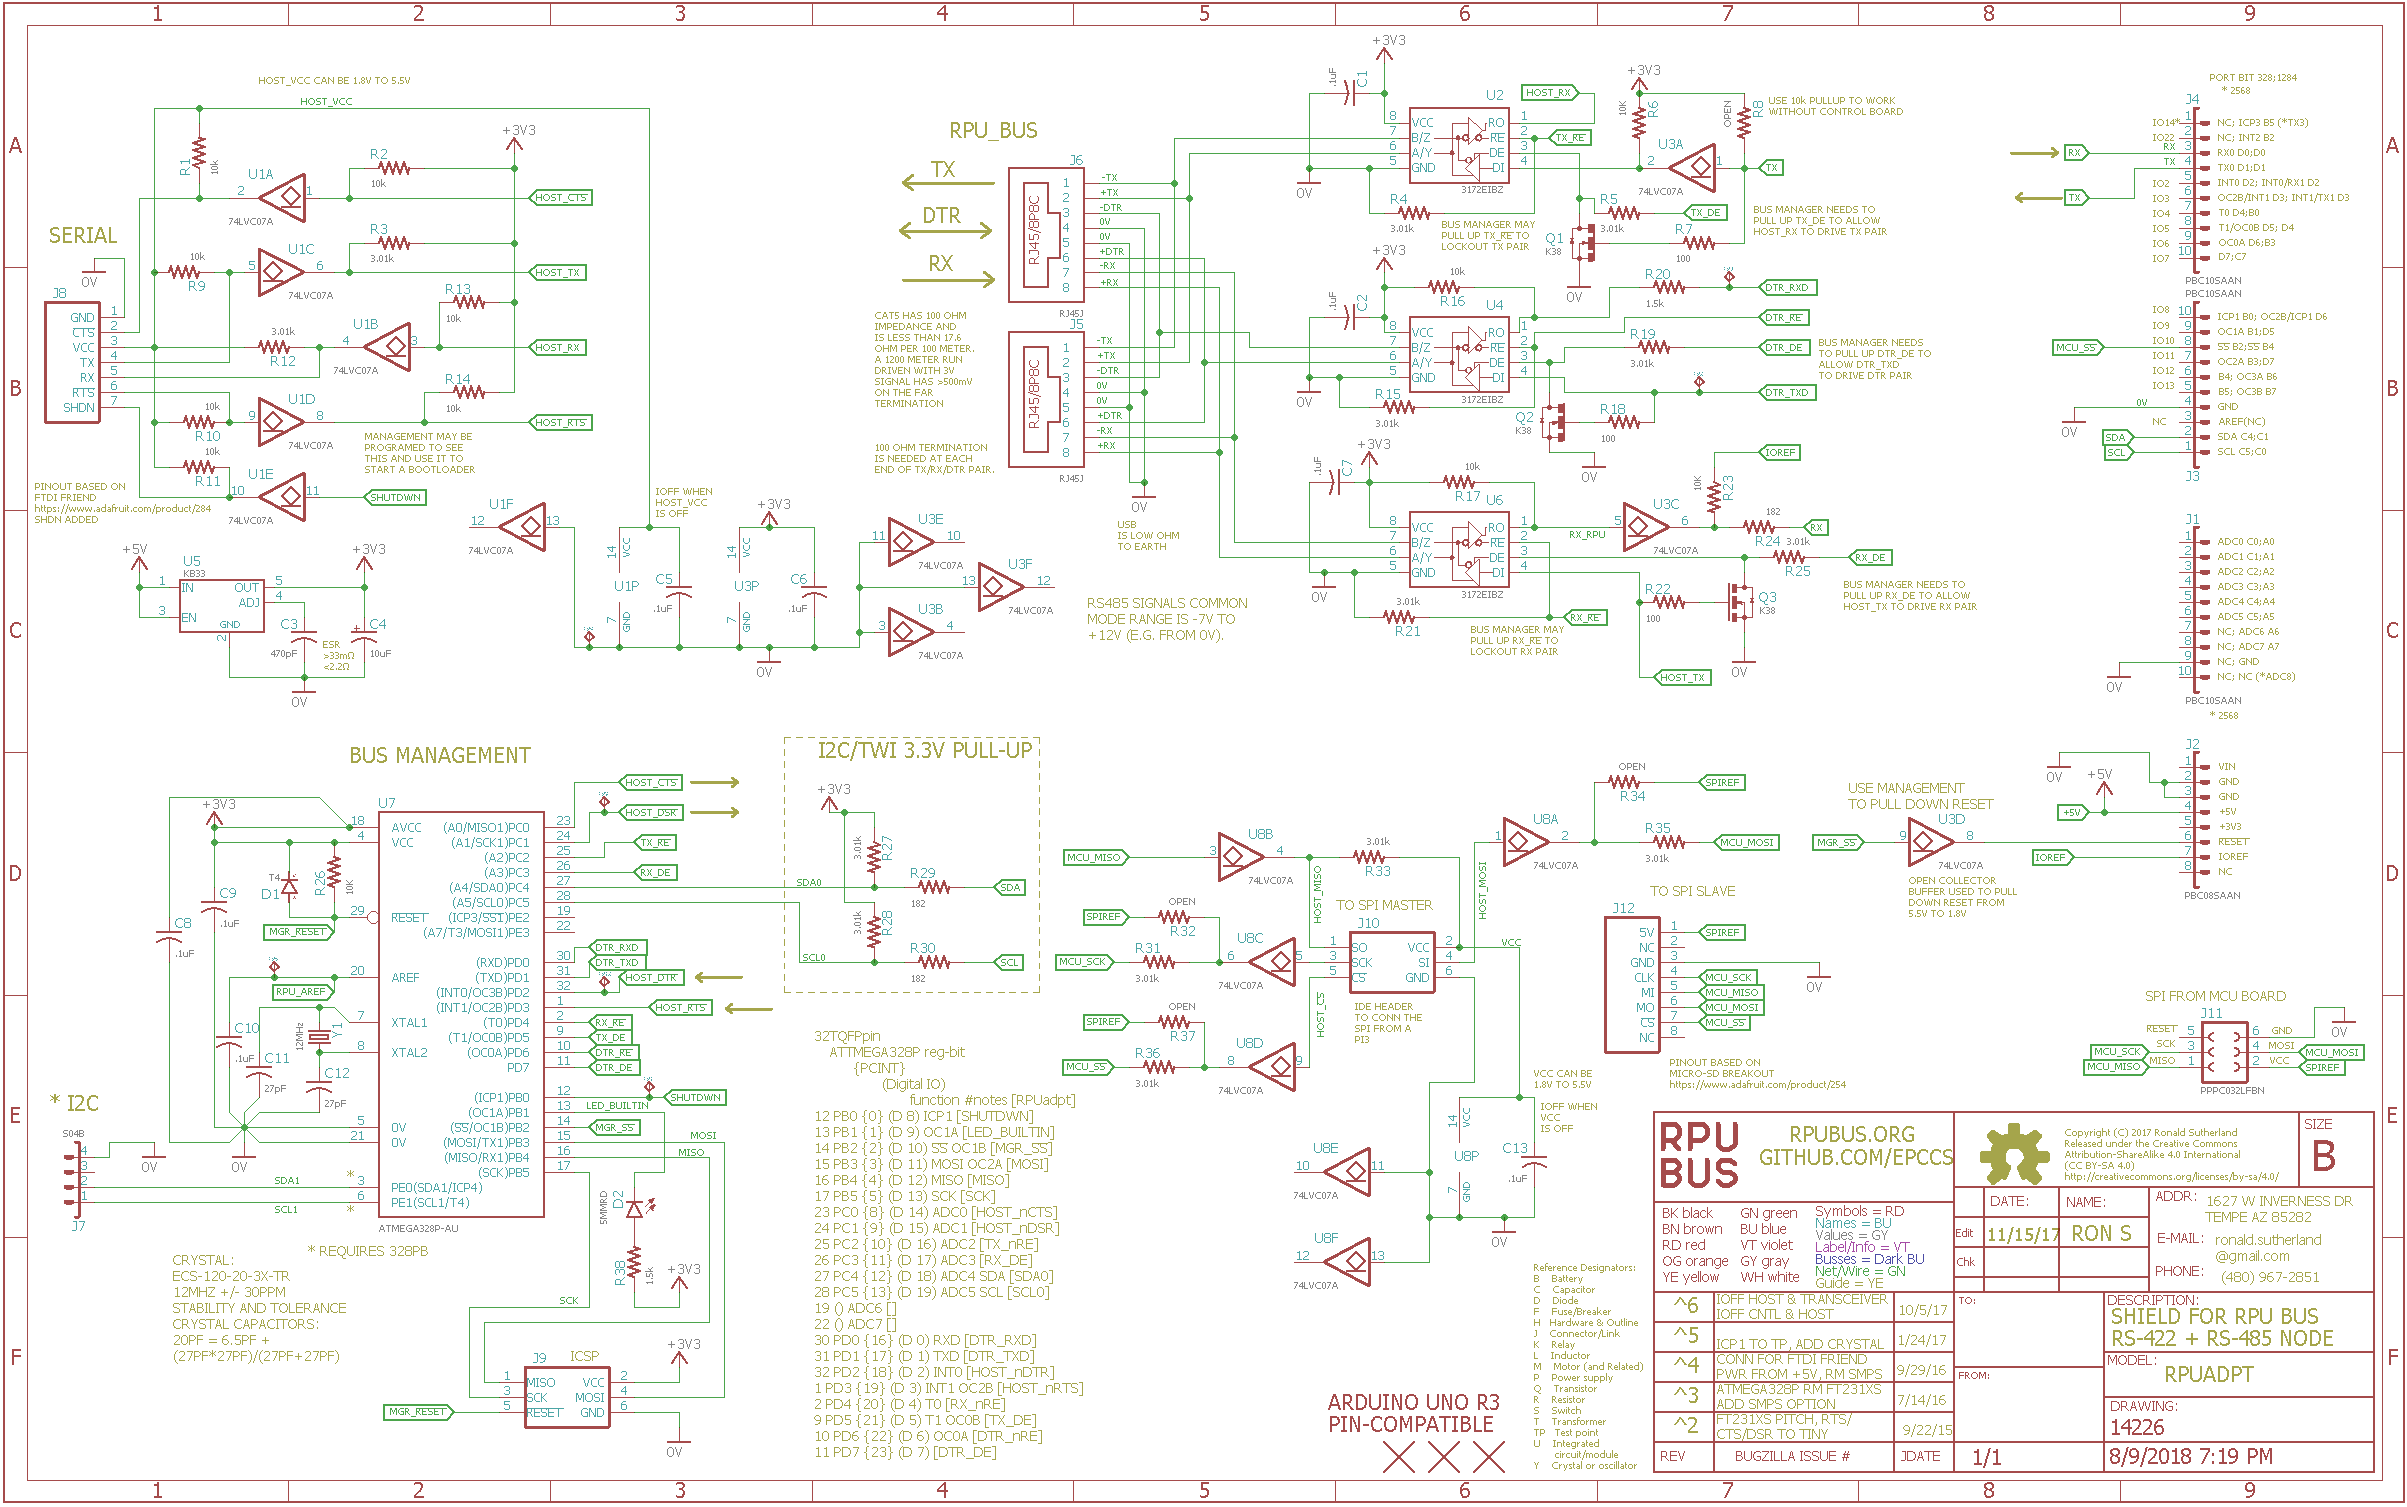 1 2 3 4 5 6 7 8 9
A
B
C
D
E
F
HOST_VCC CAN BE 1.8V TO 5.5V
HOST_VCC
R1
10k
U1A
2
1
74LVC07A
R2
10k
+3V3
HOST_CTS
SERIAL
U1C
5
6
74LVC07A
R3
3.01k
HOST_TX
0V
10k
R9
J8
GND 1
CTS 2
VCC 3
TX 4
RX 5
RTS 6
SHDN 7
R13
10k
U1B
4
3
74LVC07A
3.01k
R12
HOST_RX
R14
10k
10k
R10
U1D
9
8
74LVC07A
HOST_RTS
MANAGEMENT MAY BE
PROGRAMED TO SEE
THIS AND USE IT TO
START A BOOTLOADER
10k
R11
U1E
10
11
74LVC07A
SHUTDWN
PINOUT BASED ON
FTDI FRIEND
https://www.adafruit.com/product/284
SHDN ADDED
+5V
U5
KB33
1 IN
3 EN
OUT 5
ADJ 4
GND
2
+3V3
C3
470pF
ESR
>33mΩ
<2.2Ω
C4
10uF
0V
U1F
12
13
74LVC07A
IOFF WHEN
HOST_VCC
IS OFF
14 VCC
U1P
7 GND
C5
.1uF
+3V3
14 VCC
U3P
7 GND
C6
.1uF
0V
U3E
11
10
74LVC07A
U3F
13
12
74LVC07A
U3B
3
4
74LVC07A
RPU_BUS
TX
DTR
RX
J6
RJ45/8P8C
1 -TX
2 +TX
3 -DTR
4 0V
5 0V
6 +DTR
7 -RX
8 +RX
RJ45J
J5
RJ45/8P8C
1 -TX
2 +TX
3 -DTR
4 0V
5 0V
6 +DTR
7 -RX
8 +RX
RJ45J
CAT5 HAS 100 OHM
IMPEDANCE AND
IS LESS THAN 17.6
OHM PER 100 METER.
A 1200 METER RUN
DRIVEN WITH 3V
SIGNAL HAS >500mV
ON THE FAR
TERMINATION
100 OHM TERMINATION
IS NEEDED AT EACH
END OF TX/RX/DTR PAIR.
0V
USB
IS LOW OHM
TO EARTH
RS485 SIGNALS COMMON
MODE RANGE IS -7V TO
+12V (E.G. FROM 0V).
+3V3
.1uF
C1
0V
U2
8 VCC RO 1
7 B/Z RE 2
6 A/Y DE 3
5 GND DI 4
3172EIBZ
HOST_RX
TX_RE
R4
3.01k
BUS MANAGER MAY
PULL UP TX_RE TO
LOCKOUT TX PAIR
+3V3
10K
R6
OPEN
R8
USE 10k PULLUP TO WORK
WITHOUT CONTROL BOARD
U3A
2
1
74LVC07A
TX
R5
3.01k
TX_DE
BUS MANAGER NEEDS TO
PULL UP TX_DE TO ALLOW
HOST_RX TO DRIVE TX PAIR
R7
100
Q1
K38
0V
+3V3
.1uF
C2
0V
10k
R16
U4
8 VCC RO 1
7 B/Z RE 2
6 A/Y DE 3
5 GND DI 4
3172EIBZ
R15
3.01k
R20
1.5k
DTR_RXD
DTR_RE
R19
3.01k
DTR_DE
BUS MANAGER NEEDS
TO PULL UP DTR_DE TO
ALLOW DTR_TXD
TO DRIVE DTR PAIR
DTR_TXD
R18
100
Q2
K38
0V
+3V3
.1uF
C7
0V
10k
R17
U6
8 VCC RO 1
7 B/Z RE 2
6 A/Y DE 3
5 GND DI 4
3172EIBZ
3.01k
R21
RX_RPU
BUS MANAGER MAY
PULL UP RX_RE TO
LOCKOUT RX PAIR
RX_RE
U3C
5
6
74LVC07A
IOREF
10K
R23
182
R24
RX
3.01k
R25
RX_DE
R22
100
Q3
K38
0V
BUS MANAGER NEEDS TO
PULL UP RX_DE TO ALLOW
HOST_TX TO DRIVE RX PAIR
HOST_TX
PORT BIT 328;1284
* 2568
J4
IO14* 1 NC; ICP3 B5 (*TX3)
IO22 2 NC; INT2 B2
RX RX 3 RX0 D0;D0
TX 4 TX0 D1;D1
IO2 5 INT0 D2; INT0/RX1 D2
TX IO3 6 OC2B/INT1 D3; INT1/TX1 D3
IO4 7 T0 D4;B0
IO5 8 T1/OC0B D5; D4
IO6 9 OC0A D6;B3
IO7 10 D7;C7
PBC10SAAN
PBC10SAAN
IO8 10 ICP1 B0; OC2B/ICP1 D6
IO9 9 OC1A B1;D5
MCU_SS IO10 8 SS B2;SS B4
IO11 7 OC2A B3;D7
IO12 6 B4; OC3A B6
IO13 5 B5; OC3B B7
0V 0V 4 GND
NC 3 AREF(NC)
SDA 2 SDA C4;C1
SCL 1 SCL C5;C0
J3
J1
1 ADC0 C0;A0
2 ADC1 C1;A1
3 ADC2 C2;A2
4 ADC3 C3;A3
5 ADC4 C4;A4
6 ADC5 C5;A5
7 NC; ADC6 A6
8 NC; ADC7 A7
9 NC; GND
10 NC; NC (*ADC8)
0V
PBC10SAAN
* 2568
BUS MANAGEMENT
+3V3
U7
18 AVCC
4 VCC
29 RESET
20 AREF
7 XTAL1
8 XTAL2
5 0V
21 0V
3 PE0(SDA1/ICP4)
6 PE1(SCL1/T4)
(A0/MISO1)PC0 23 HOST_CTS
(A1/SCK1)PC1 24 HOST_DSR
(A2)PC2 25 TX_RE
(A3)PC3 26 RX_DE
(A4/SDA0)PC4 27 SDA0
(A5/SCL0)PC5 28 SCL0
(ICP3/SS1)PE2 19
(A7/T3/MOSI1)PE3 22
(RXD)PD0 30 DTR_RXD
(TXD)PD1 31 DTR_TXD
(INT0/OC3B)PD2 32 HOST_DTR
(INT1/OC2B)PD3 1 HOST_RTS
(T0)PD4 2 RX_RE
(T1/OC0B)PD5 9 TX_DE
(OC0A)PD6 10 DTR_RE
PD7 11 DTR_DE
(ICP1)PB0 12 SHUTDWN
(OC1A)PB1 13 LED_BUILTIN
(SS/OC1B)PB2 14 MGR_SS
(MOSI/TX1)PB3 15 MOSI
(MISO/RX1)PB4 16 MISO
(SCK)PB5 17
ATMEGA328P-AU
T4
D1
R26
10K
MGR_RESET
C9
.1uF
C8
.1uF
RPU_AREF
C10
.1uF
12MHz
Y1
C11
27pF
C12
27pF
0V
* I2C
S04B
4
3
2
1
J7
0V
SDA1
SCL1
*
*
* REQUIRES 328PB
CRYSTAL:
ECS-120-20-3X-TR
12MHZ +/- 30PPM
STABILITY AND TOLERANCE
CRYSTAL CAPACITORS:
20PF = 6.5PF +
(27PF*27PF)/(27PF+27PF)
5MMRD
D2
R38
1.5k
+3V3
SCK
J9
ICSP
1 MISO VCC 2
3 SCK MOSI 4
5 RESET GND 6
MGR_RESET
+3V3
0V
I2C/TWI 3.3V PULL-UP
+3V3
3.01k
R27
R29
182
SDA
3.01k
R28
R30
182
SCL
32TQFPpin
ATTMEGA328P reg-bit
{PCINT}
(Digital IO)
function #notes [RPUadpt]
12 PB0 {0} (D 8) ICP1 [SHUTDWN]
13 PB1 {1} (D 9) OC1A [LED_BUILTIN]
14 PB2 {2} (D 10) SS OC1B [MGR_SS]
15 PB3 {3} (D 11) MOSI OC2A [MOSI]
16 PB4 {4} (D 12) MISO [MISO]
17 PB5 {5} (D 13) SCK [SCK]
23 PC0 {8} (D 14) ADC0 [HOST_nCTS]
24 PC1 {9} (D 15) ADC1 [HOST_nDSR]
25 PC2 {10} (D 16) ADC2 [TX_nRE]
26 PC3 {11} (D 17) ADC3 [RX_DE]
27 PC4 {12} (D 18) ADC4 SDA [SDA0]
28 PC5 {13} (D 19) ADC5 SCL [SCL0]
19 () ADC6 []
22 () ADC7 []
30 PD0 {16} (D 0) RXD [DTR_RXD]
31 PD1 {17} (D 1) TXD [DTR_TXD]
32 PD2 {18} (D 2) INT0 [HOST_nDTR]
1 PD3 {19} (D 3) INT1 OC2B [HOST_nRTS]
2 PD4 {20} (D 4) T0 [RX_nRE]
9 PD5 {21} (D 5) T1 OC0B [TX_DE]
10 PD6 {22} (D 6) OC0A [DTR_nRE]
11 PD7 {23} (D 7) [DTR_DE]
MCU_MISO
U8B
3
4
74LVC07A
HOST_MISO
3.01k
R33
HOST_MOSI
SPIREF
OPEN
R32
U8C
6
5
74LVC07A
MCU_SCK
R31
3.01k
TO SPI MASTER
J10
1 SO VCC 2
3 SCK SI 4
5 CS GND 6
VCC
HOST_CS
IDE HEADER
TO CONN THE
SPI FROM A
PI3
SPIREF
OPEN
R37
MCU_SS
R36
3.01k
U8D
8
9
74LVC07A
U8A
1
2
74LVC07A
OPEN
R34
SPIREF
R35
3.01k
MCU_MOSI
TO SPI SLAVE
J12
5V 1 SPIREF
NC 2
GND 3
CLK 4 MCU_SCK
MI 5 MCU_MISO
MO 6 MCU_MOSI
CS 7 MCU_SS
NC 8
0V
PINOUT BASED ON
MICRO-SD BREAKOUT
https://www.adafruit.com/product/254
VCC CAN BE
1.8V TO 5.5V
IOFF WHEN
VCC
IS OFF
14 VCC
U8P
7 GND
C13
.1uF
0V
U8E
10
11
74LVC07A
U8F
12
13
74LVC07A
USE MANAGEMENT
TO PULL DOWN RESET
MGR_SS
U3D
9
8
74LVC07A
OPEN COLLECTOR
BUFFER USED TO PULL
DOWN RESET FROM
5.5V TO 1.8V
J2
1 VIN
2 GND
3 GND
4 +5V
5 +3V3
6 RESET
7 IOREF
8 NC
0V
+5V
+5V
IOREF
PBC08SAAN
SPI FROM MCU BOARD
J11
RESET 5 6 GND
MCU_SCK SCK 3 4 MOSI MCU_MOSI
MCU_MISO MISO 1 2 VCC SPIREF
0V
PPPC032LFBN
ARDUINO UNO R3
PIN-COMPATIBLE
Reference Designators:
B Battery
C Capacitor
D Diode
F Fuse/Breaker
H Hardware & Outline
J Connector/Link
K Relay
L Inductor
M Motor (and Related)
P Power supply
Q Transistor
R Resistor
S Switch
T Transformer
TP Test point
U Integrated
circuit/module
Y Crystal or oscillator
RPU
BUS
RPUBUS.ORG
GITHUB.COM/EPCCS
Copyright (C) 2017 Ronald Sutherland
Released under the Creative Commons
Attribution-ShareAlike 4.0 International
(CC BY-SA 4.0)
http://creativecommons.org/licenses/by-sa/4.0/
SIZE
B
BK black GN green
BN brown BU blue
RD red VT violet
OG orange GY gray
YE yellow WH white
Symbols = RD
Names = BU
Values = GY
Label/Info = VT
Busses = Dark BU
Net/Wire = GN
Guide = YE
DATE: NAME:
Edit 11/15/17 RON S
Chk
ADDR: 1627 W INVERNESS DR
TEMPE AZ 85282
E-MAIL: ronald.sutherland
@gmail.com
PHONE: (480) 967-2851
^6 IOFF HOST & TRANSCEIVER
IOFF CNTL & HOST 10/5/17
^5 ICP1 TO TP, ADD CRYSTAL 1/24/17
^4 CONN FOR FTDI FRIEND
PWR FROM +5V, RM SMPS 9/29/16
^3 ATMEGA328P RM FT231XS
ADD SMPS OPTION 7/14/16
^2 FT231XS PITCH, RTS/
CTS/DSR TO TINY 9/22/15
REV BUGZILLA ISSUE # JDATE
TO:
FROM:
1/1
DESCRIPTION:
SHIELD FOR RPU BUS
RS-422 + RS-485 NODE
MODEL:
RPUADPT
DRAWING:
14226
8/9/2018 7:19 PM
A
B
C
D
E
F
1 2 3 4 5 6 7 8 9